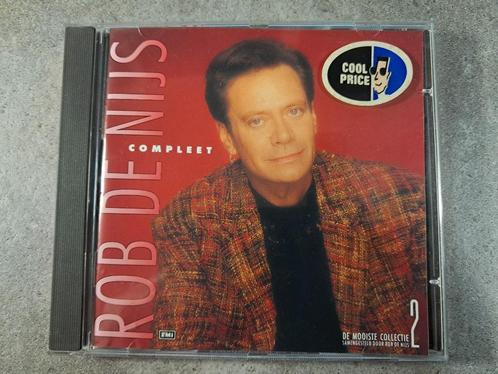 ROB DE NIJS
COMPLEET
COOL
PRICE
EMI
DE MOOISTE COLLECTIE
SAMENGESTELD DOOR ROB DE NIJS
2